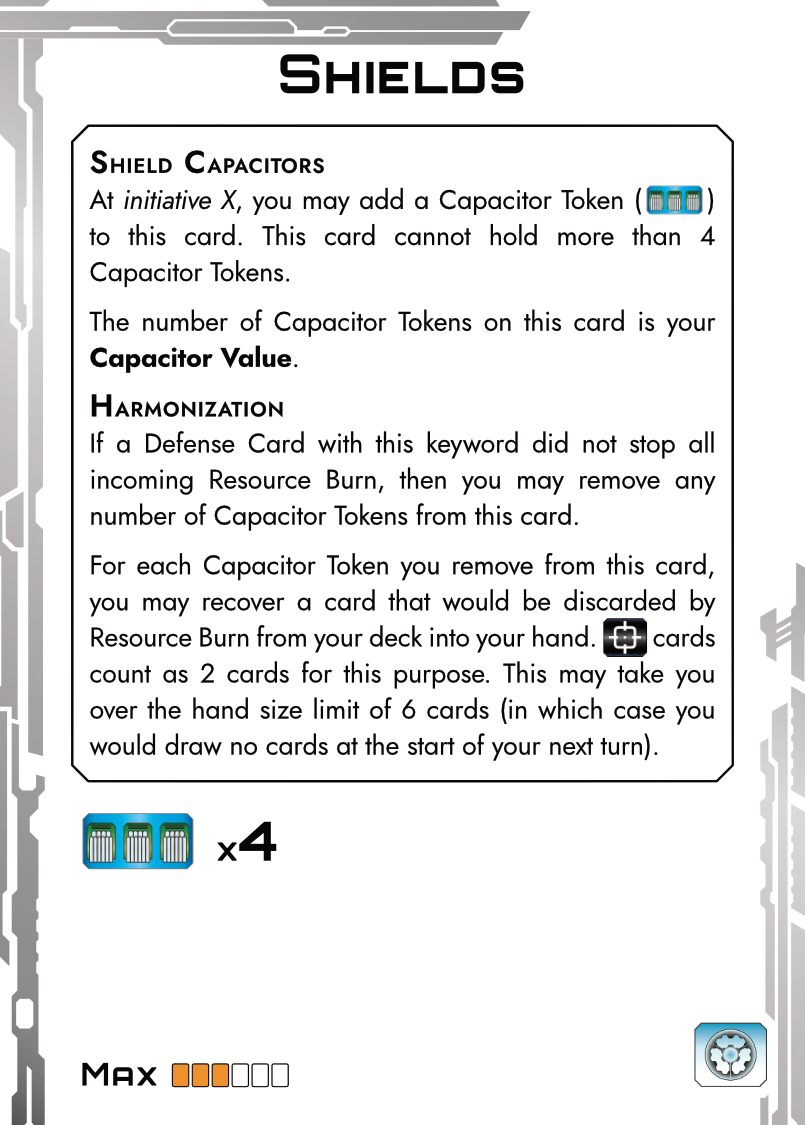 Shields
Shield Capacitors
At initiative X, you may add a Capacitor Token ( )
to this card. This card cannot hold more than 4
Capacitor Tokens.
The number of Capacitor Tokens on this card is your
Capacitor Value.
Harmonization
If a Defense Card with this keyword did not stop all
incoming Resource Burn, then you may remove any
number of Capacitor Tokens from this card.
For each Capacitor Token you remove from this card,
you may recover a card that would be discarded by
Resource Burn from your deck into your hand. cards
count as 2 cards for this purpose. This may take you
over the hand size limit of 6 cards (in which case you
would draw no cards at the start of your next turn).
x4
Max